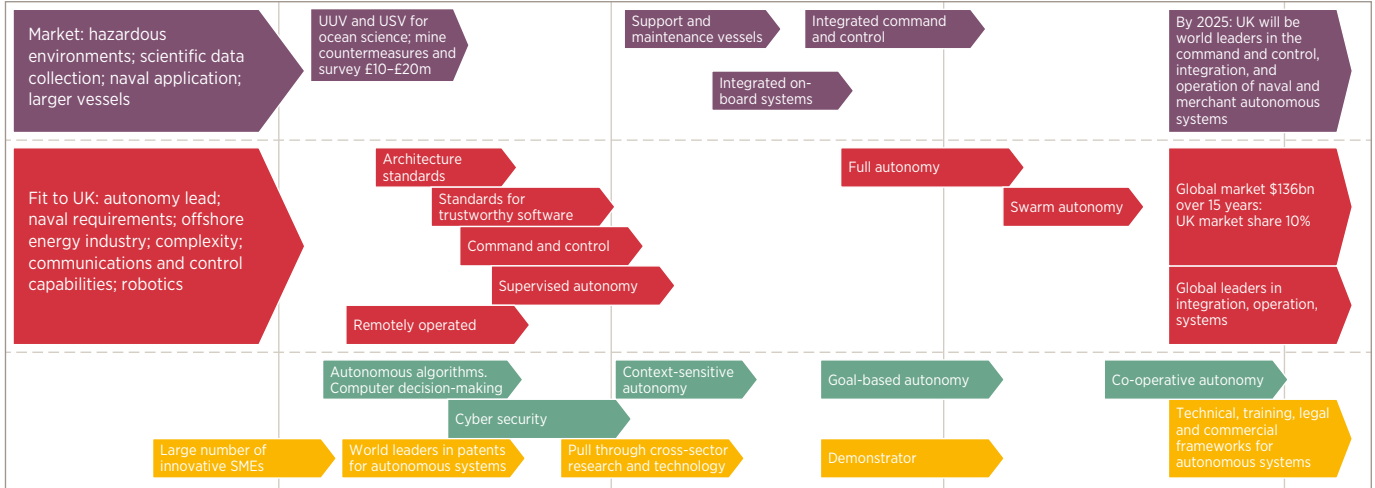 Market: hazardous
environments; scientific data
collection; naval application;
larger vessels
UUV and USV for
ocean science; mine
countermeasures and
survey £10–£20m
Support and
maintenance vessels
Integrated command
and control
Integrated on-
board systems
By 2025: UK will be
world leaders in the
command and control,
integration, and
operation of naval and
merchant autonomous
systems
Fit to UK: autonomy lead;
naval requirements; offshore
energy industry; complexity;
communications and control
capabilities; robotics
Architecture
standards
Standards for
trustworthy software
Command and control
Supervised autonomy
Remotely operated
Full autonomy
Swarm autonomy
Global market $136bn
over 15 years:
UK market share 10%
Global leaders in
integration, operation,
systems
Autonomous algorithms.
Computer decision-making
Cyber security
Context-sensitive
autonomy
Goal-based autonomy
Co-operative autonomy
Large number of
innovative SMEs
World leaders in patents
for autonomous systems
Pull through cross-sector
research and technology
Demonstrator
Technical, training, legal
and commercial
frameworks for
autonomous systems